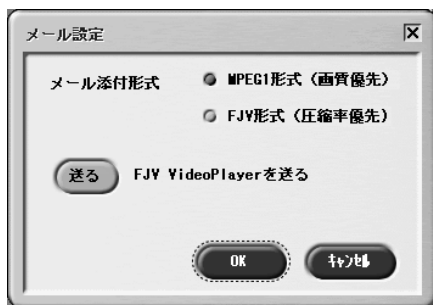 メール設定
メール添付形式
MPEG1形式（画質優先）
FJV形式（圧縮率優先）
送る FJV VideoPlayerを送る
OK ｷｬﾝｾﾙ